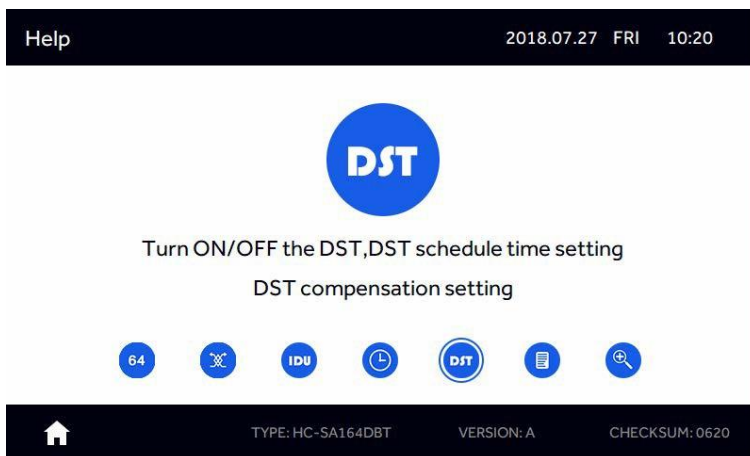 Help 2018.07.27 FRI 10:20
DST
Turn ON/OFF the DST,DST schedule time setting
DST compensation setting
64 IDU DST
TYPE: HC-SA164DBT VERSION: A CHECKSUM: 0620